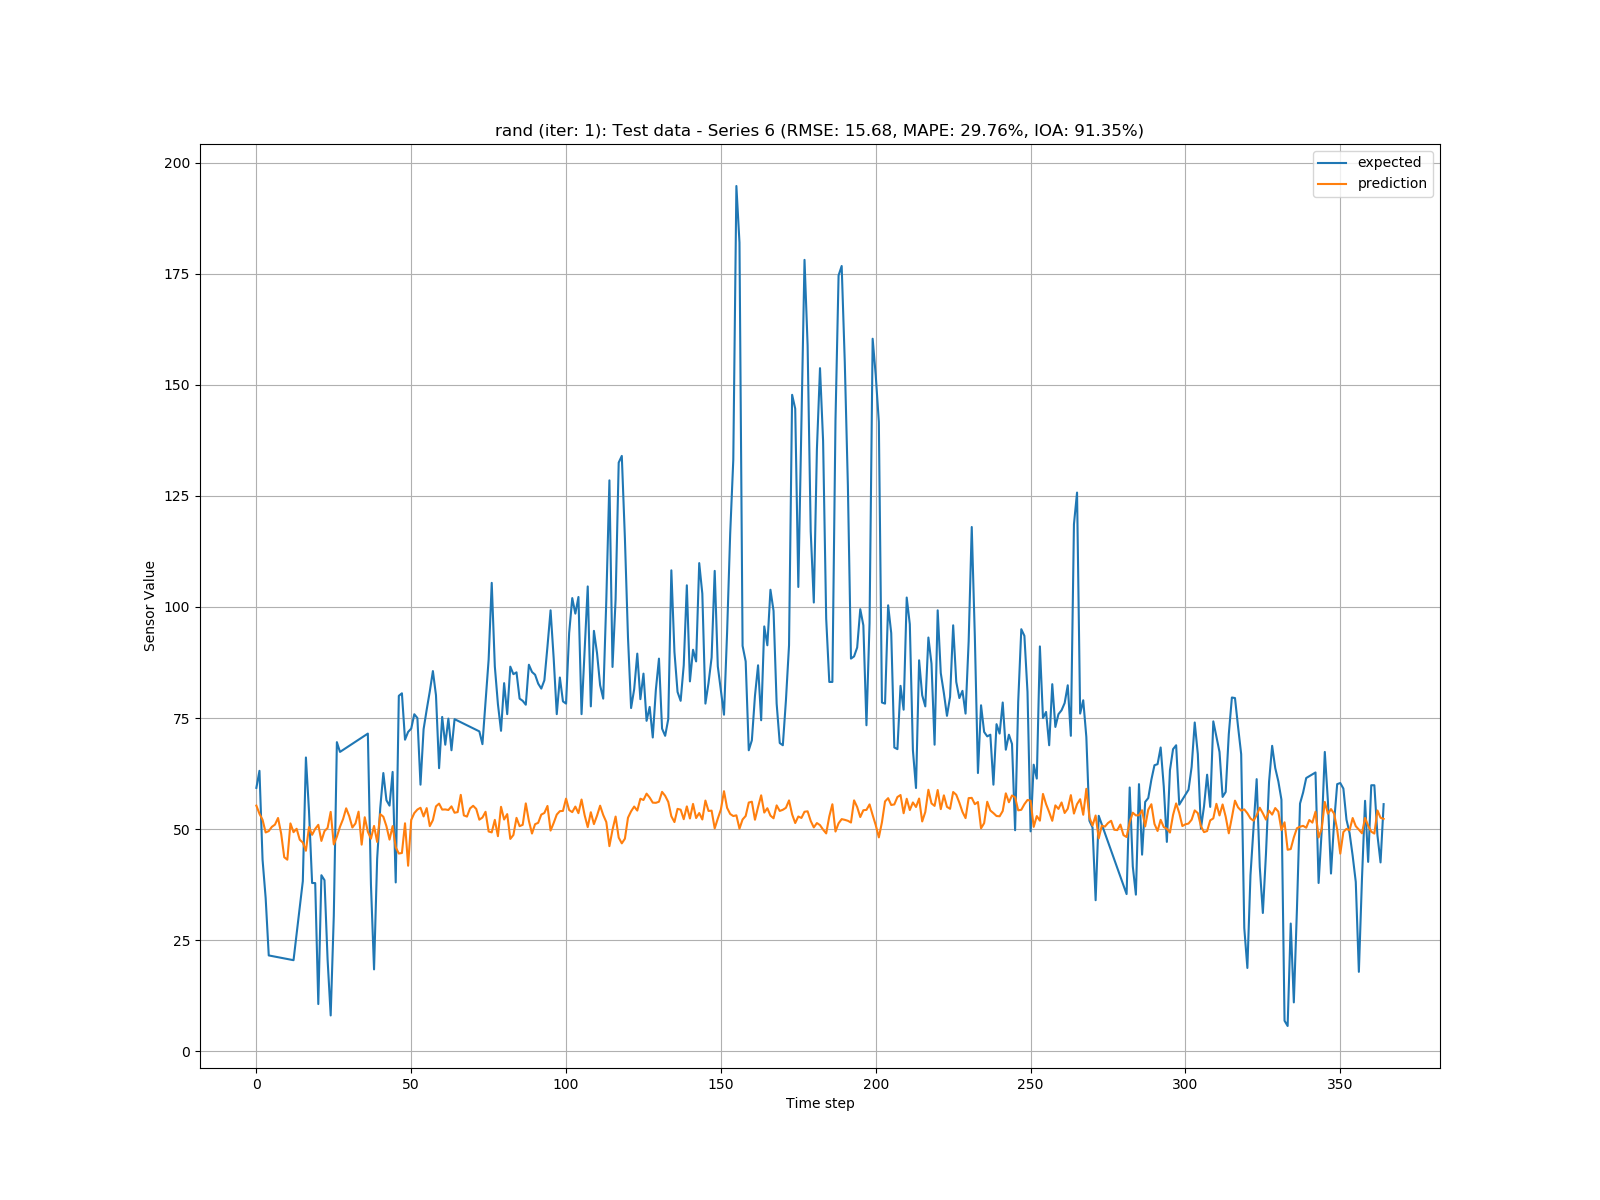 rand (iter: 1): Test data - Series 6 (RMSE: 15.68, MAPE: 29.76%, IOA: 91.35%)
expected
prediction
200
175
150
125
100
75
50
25
0
Sensor Value
0 50 100 150 200 250 300 350
Time step